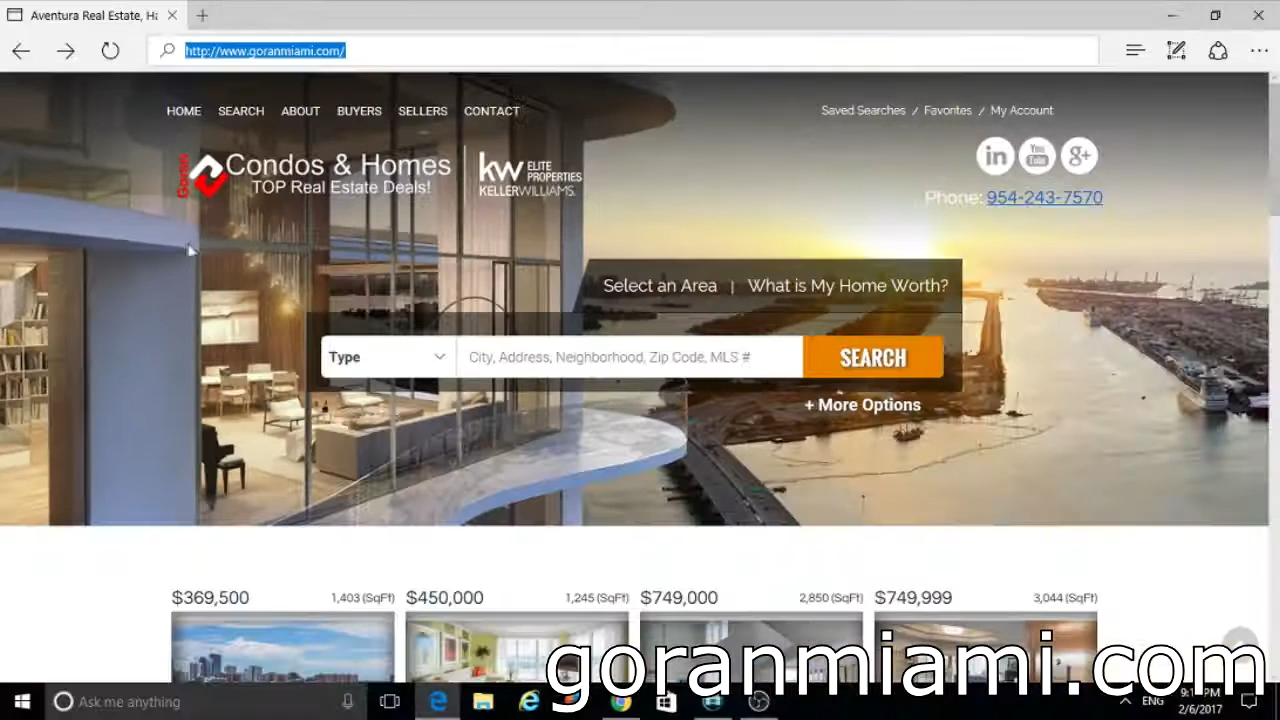 Aventura Real Estate, Ha
http://www.goranmiami.com/
HOME SEARCH ABOUT BUYERS SELLERS CONTACT
Saved Searches / Favorites / My Account
Goran
Condos & Homes
TOP Real Estate Deals!
kw ELITE PROPERTIES
KELLERWILLIAMS.
in You Tube g+
Phone: 954-243-7570
Select an Area | What is My Home Worth?
Type
City, Address, Neighborhood, Zip Code, MLS #
SEARCH
+ More Options
$369,500 1,403 (SqFt) $450,000 1,245 (SqFt) $749,000 2,850 (SqFt) $749,999 3,044 (SqFt)
goranmiami.com
Ask me anything
ENG
2/6/2017